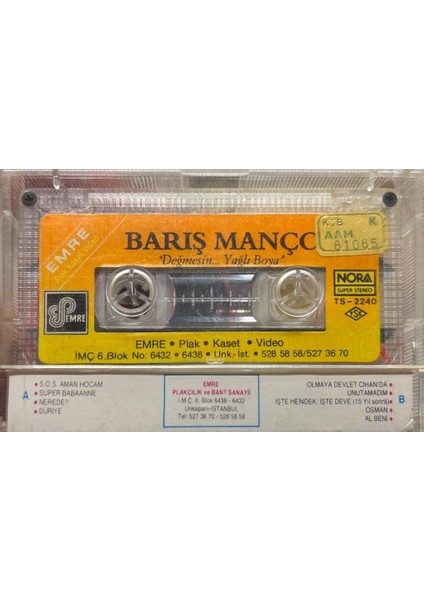 EMRE
BARIŞ MANÇO
"Değmesin... Yağlı Boya"
KTB K
AAM
61065
EMRE
NORA
SUPER STEREO
TS-2240
TSE
EMRE • Plak • Kaset • Video
İMÇ 6. Blok No: 6432 • 6438 • Unk.-İst. • 528 58 58/527 36 70
A
• S.O.S. AMAN HOCAM
• SÜPER BABAANNE
• NEREDE?
• DURİYE
EMRE
PLAKÇILIK ve BANT SANAYİİ
İ.M.Ç. 6. Blok 6438 - 6432
Unkapanı-İSTANBUL
Tel: 527 36 70 - 528 58 58
OLMAYA DEVLET CİHAN'DA •
UNUTAMADIM •
İŞTE HENDEK, İŞTE DEVE (15 Yıl sonra) •
OSMAN •
AL BENİ •
B